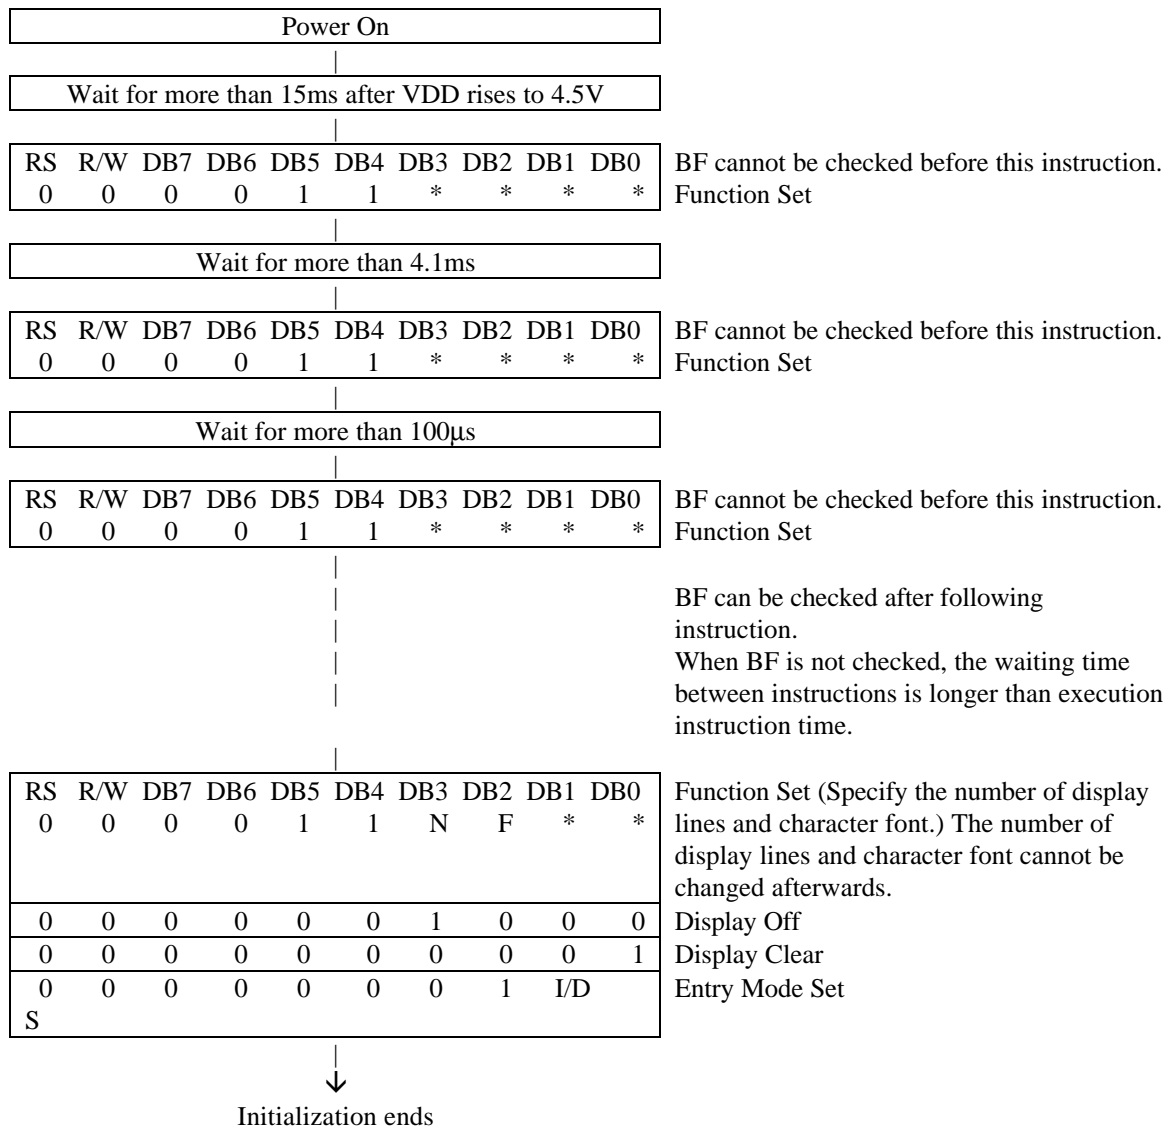 Power On
Wait for more than 15ms after VDD rises to 4.5V
RS R/W DB7 DB6 DB5 DB4 DB3 DB2 DB1 DB0 BF cannot be checked before this instruction.
0 0 0 0 1 1 * * * * Function Set
Wait for more than 4.1ms
RS R/W DB7 DB6 DB5 DB4 DB3 DB2 DB1 DB0 BF cannot be checked before this instruction.
0 0 0 0 1 1 * * * * Function Set
Wait for more than 100μs
RS R/W DB7 DB6 DB5 DB4 DB3 DB2 DB1 DB0 BF cannot be checked before this instruction.
0 0 0 0 1 1 * * * * Function Set
BF can be checked after following
instruction.
When BF is not checked, the waiting time
between instructions is longer than execution
instruction time.
RS R/W DB7 DB6 DB5 DB4 DB3 DB2 DB1 DB0 Function Set (Specify the number of display
0 0 0 0 1 1 N F * * lines and character font.) The number of
display lines and character font cannot be
changed afterwards.
0 0 0 0 0 0 1 0 0 0 Display Off
0 0 0 0 0 0 0 0 0 1 Display Clear
0 0 0 0 0 0 0 1 I/D Entry Mode Set
S
Initialization ends